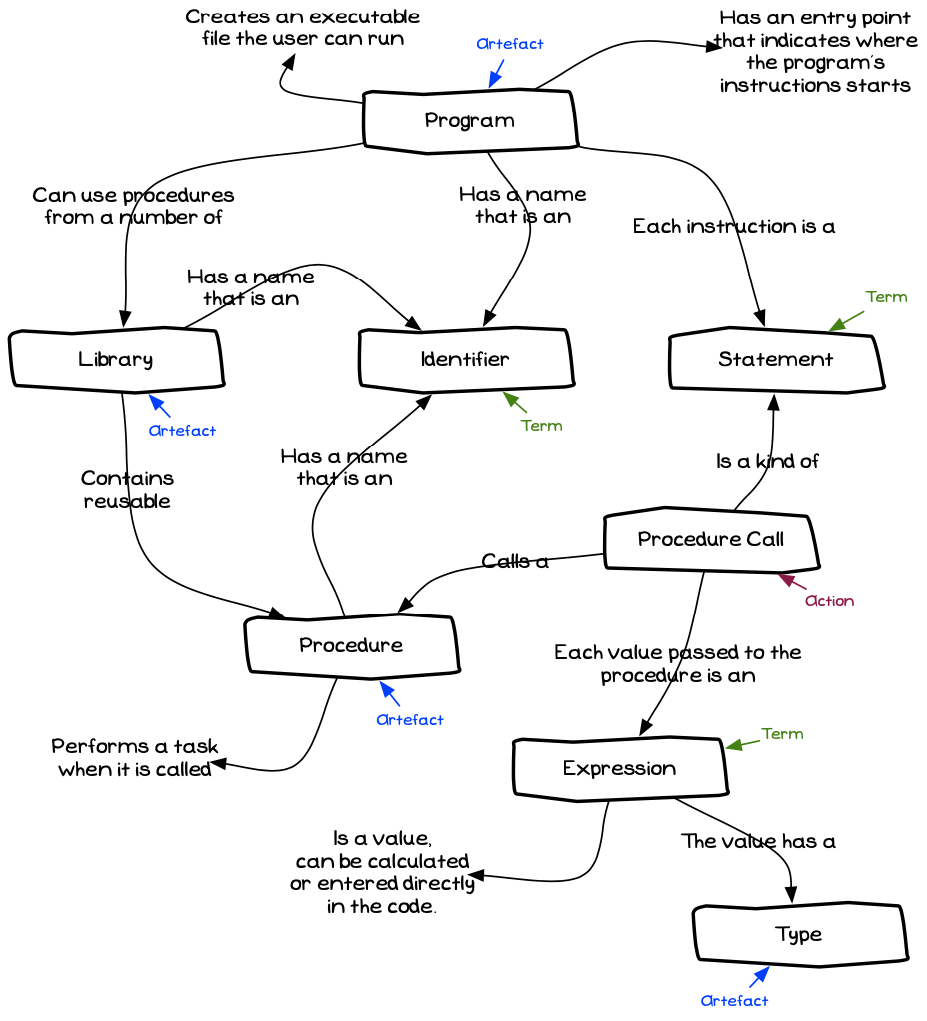 Creates an executable
file the user can run
Artefact
Has an entry point
that indicates where
the program's
instructions starts
Program
Can use procedures
from a number of
Has a name
that is an
Each instruction is a
Has a name
that is an
Term
Library
Identifier
Statement
Artefact
Term
Contains
reusable
Has a name
that is an
Is a kind of
Procedure Call
Calls a
Action
Procedure
Each value passed to the
procedure is an
Artefact
Performs a task
when it is called
Term
Expression
Is a value,
can be calculated
or entered directly
in the code.
The value has a
Type
Artefact